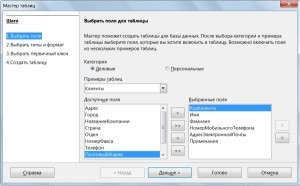 Мастер таблиц
Шаги
1.Выбрать поля
2.Выбрать типы и формат
3.Выбрать первичный ключ
4.Создать таблицу
Выбрать поля для таблицы
Мастер поможет создать таблицы для базы данных. После выбора категории и примера
таблицы выберите поля, которые вы хотите включить в таблицу. Возможно включить поля
из нескольких примеров таблиц.
Категория
Деловые
Персональные
Примеры таблиц
Клиенты
Доступные поля
Адрес
Город
НазваниеКомпании
Страна
Отдел
НомерФакса
Телефон
ПочтовыйИндекс
Выбранные поля
Имя
Фамилия
НомерМобильногоТелефона
АдресЭлектроннойПочты
Примечания
Справка
< Назад
Дальше >
Готово
Отмена